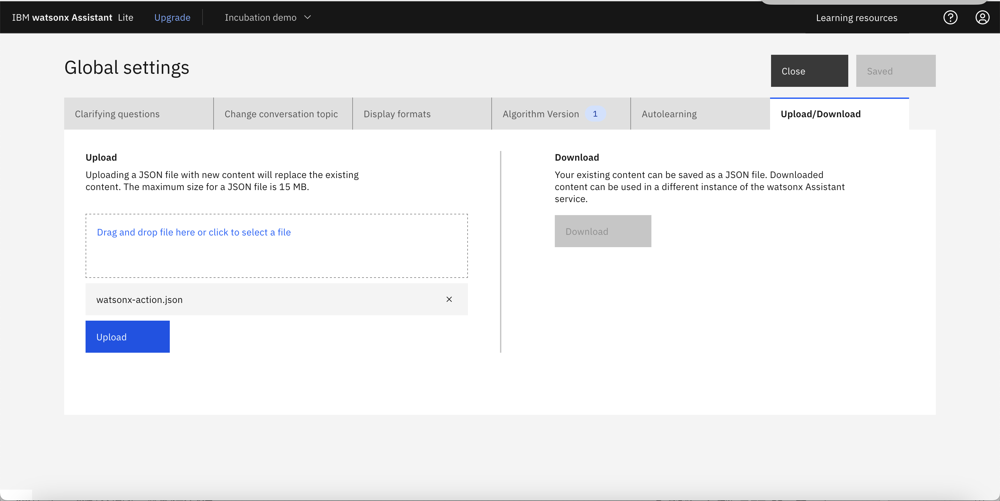 IBM watsonx Assistant Lite Upgrade Incubation demo Learning resources
Global settings
Close Saved
Clarifying questions Change conversation topic Display formats Algorithm Version 1 Autolearning Upload/Download
Upload
Uploading a JSON file with new content will replace the existing
content. The maximum size for a JSON file is 15 MB.
Drag and drop file here or click to select a file
watsonx-action.json
Upload
Download
Your existing content can be saved as a JSON file. Downloaded
content can be used in a different instance of the watsonx Assistant
service.
Download